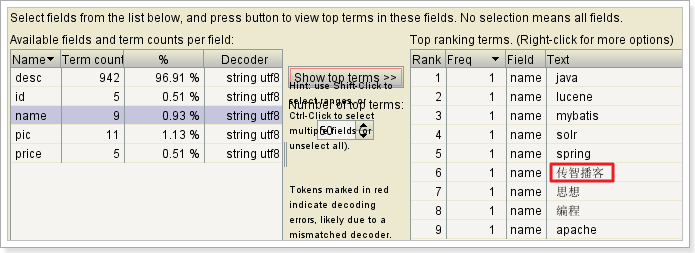 Select fields from the list below, and press button to view top terms in these fields. No selection means all fields.
Available fields and term counts per field:
Name Term count % Decoder
desc 942 96.91 % string utf8
id 5 0.51 % string utf8
name 9 0.93 % string utf8
pic 11 1.13 % string utf8
price 5 0.51 % string utf8
Show top terms >>
Hint: use Shift-Click to
select ranges, or
Number of top terms:
Ctrl-Click to select
multiple fields (or
50
unselect all).
Tokens marked in red
indicate decoding
errors, likely due to a
mismatched decoder.
Top ranking terms. (Right-click for more options)
Rank Freq Field Text
1 1 name java
2 1 name lucene
3 1 name mybatis
4 1 name solr
5 1 name spring
6 1 name 传智播客
7 1 name 思想
8 1 name 编程
9 1 name apache